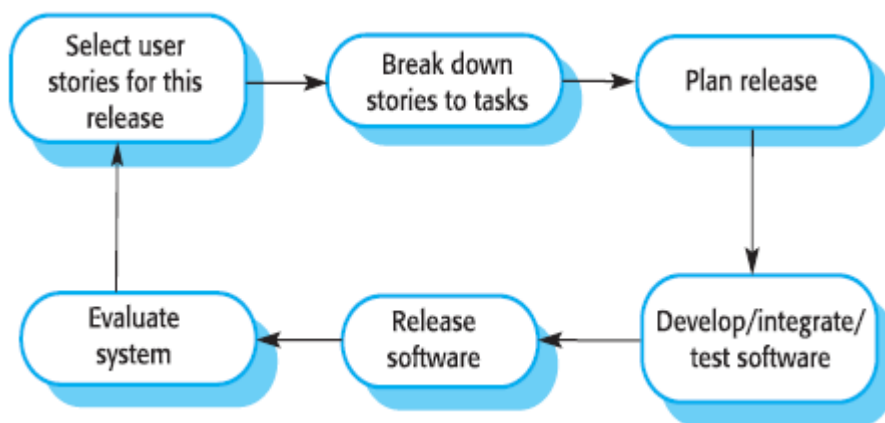 Select user
stories for this
release
Break down
stories to tasks
Plan release
Evaluate
system
Release
software
Develop/integrate/
test software